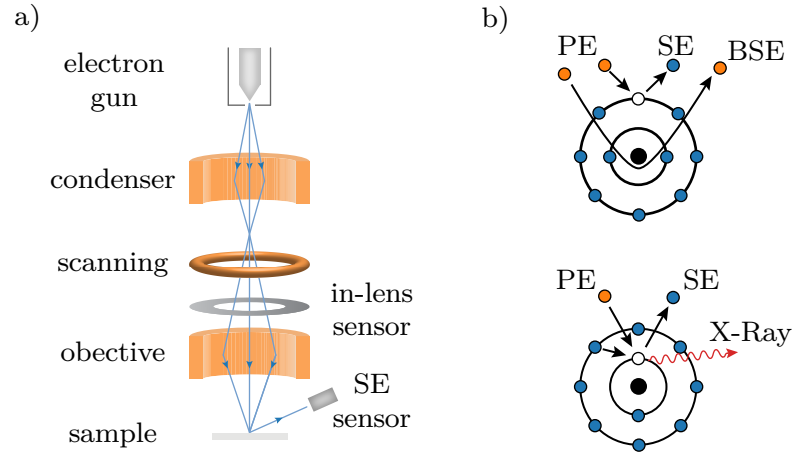 a)
electron
gun
condenser
scanning
in-lens
sensor
obective
SE
sensor
sample
b)
PE
SE
BSE
PE
SE
X-Ray